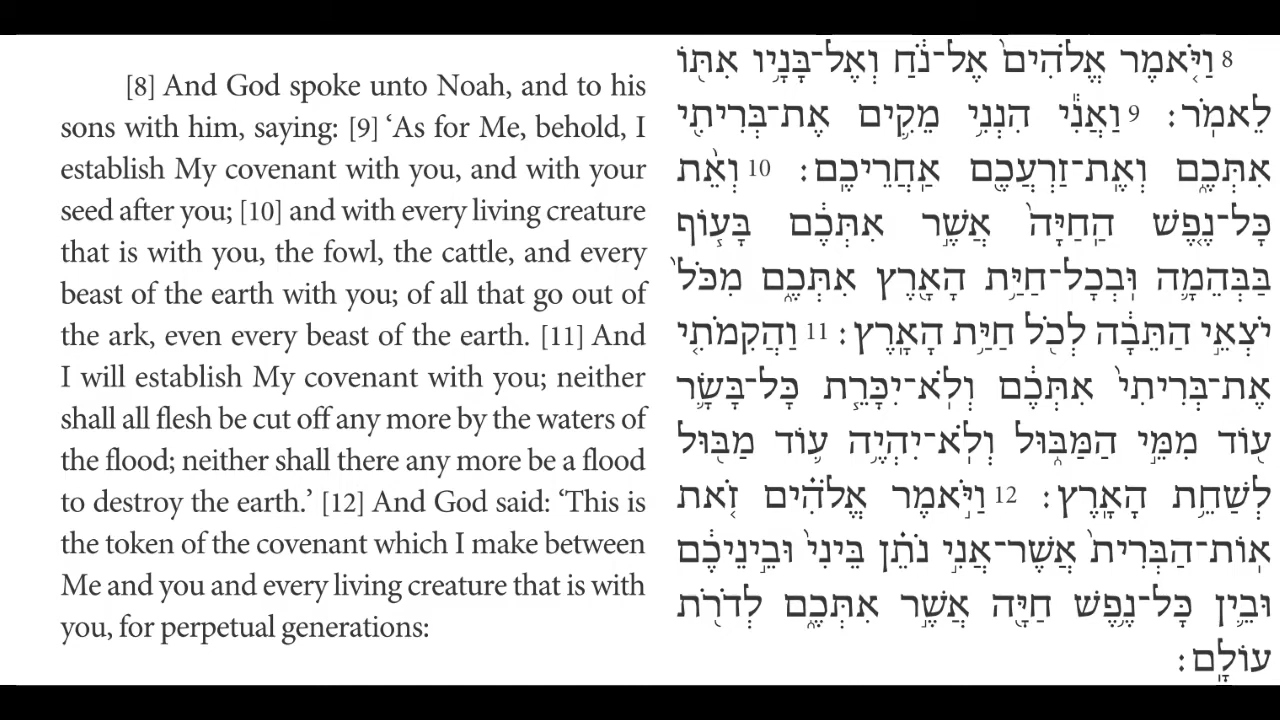 [8] And God spoke unto Noah, and to his
sons with him, saying: [9] ‘As for Me, behold, I
establish My covenant with you, and with your
seed after you; [10] and with every living creature
that is with you, the fowl, the cattle, and every
beast of the earth with you; of all that go out of
the ark, even every beast of the earth. [11] And
I will establish My covenant with you; neither
shall all flesh be cut off any more by the waters of
the flood; neither shall there any more be a flood
to destroy the earth.’ [12] And God said: ‘This is
the token of the covenant which I make between
Me and you and every living creature that is with
you, for perpetual generations:
8 וַיֹּ֤אמֶר אֱלֹהִים֙ אֶל־נֹ֔חַ וְאֶל־בָּנָ֥יו אִתּ֖וֹ
לֵאמֹֽר׃ 9 וַאֲנִ֕י הִנְנִ֥י מֵקִ֛ים אֶת־בְּרִיתִ֖י
אִתְּכֶ֑ם וְאֶֽת־זַרְעֲכֶ֖ם אַֽחֲרֵיכֶֽם׃ 10 וְאֵ֨ת
כָּל־נֶ֤פֶשׁ הַֽחַיָּה֙ אֲשֶׁ֣ר אִתְּכֶ֔ם בָּע֧וֹף
בַּבְּהֵמָ֛ה וּֽבְכָל־חַיַּ֥ת הָאָ֖רֶץ אִתְּכֶ֑ם מִכֹּל֙
יֹצְאֵ֣י הַתֵּבָ֔ה לְכֹ֖ל חַיַּ֥ת הָאָֽרֶץ׃ 11 וַהֲקִמֹתִ֤י
אֶת־בְּרִיתִי֙ אִתְּכֶ֔ם וְלֹֽא־יִכָּרֵ֧ת כָּל־בָּשָׂ֛ר
ע֖וֹד מִמֵּ֣י הַמַּבּ֑וּל וְלֹֽא־יִהְיֶ֥ה ע֛וֹד מַבּ֖וּל
לְשַׁחֵ֥ת הָאָֽרֶץ׃ 12 וַיֹּ֣אמֶר אֱלֹהִ֗ים זֹ֤את
אֽוֹת־הַבְּרִית֙ אֲשֶׁר־אֲנִ֣י נֹתֵ֗ן בֵּינִי֙ וּבֵ֣ינֵיכֶ֔ם
וּבֵ֛ין כָּל־נֶ֥פֶשׁ חַיָּ֖ה אֲשֶׁ֣ר אִתְּכֶ֑ם לְדֹרֹ֖ת
עוֹלָֽם׃